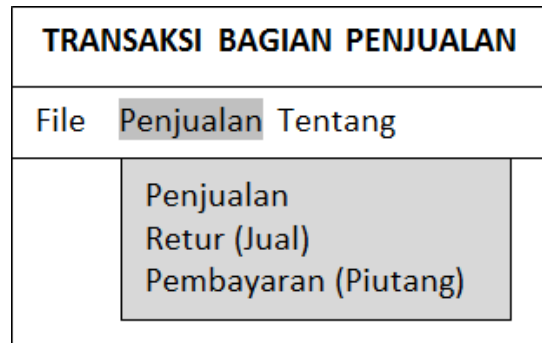 TRANSAKSI BAGIAN PENJUALAN
File Penjualan Tentang
Penjualan
Retur (Jual)
Pembayaran (Piutang)